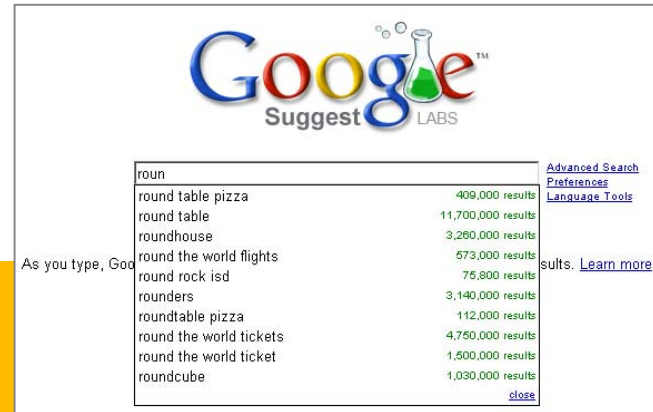 Google™
Suggest LABS
roun
Advanced Search
Preferences
Language Tools
round table pizza 409,000 results
round table 11,700,000 results
roundhouse 3,260,000 results
round the world flights 573,000 results
As you type, Goo sults. Learn more
round rock isd 75,800 results
rounders 3,140,000 results
roundtable pizza 112,000 results
round the world tickets 4,750,000 results
round the world ticket 1,500,000 results
roundcube 1,030,000 results
close